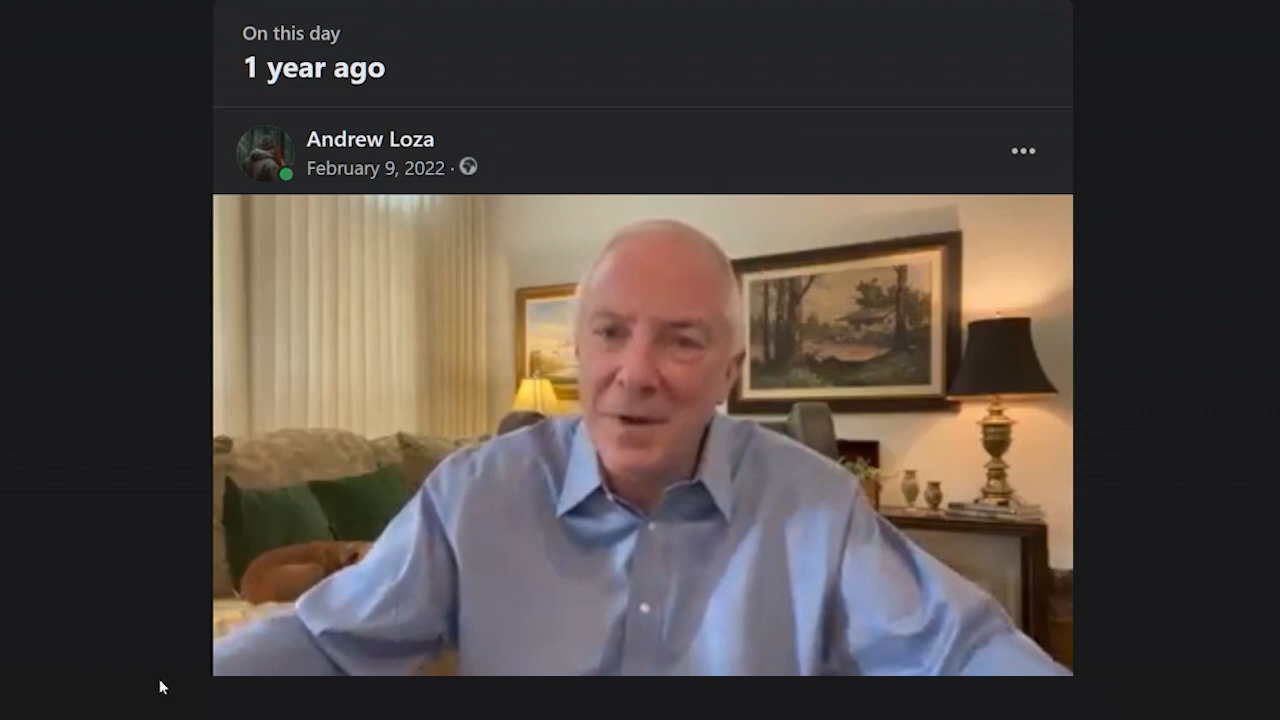 On this day
1 year ago
Andrew Loza
February 9, 2022 ·